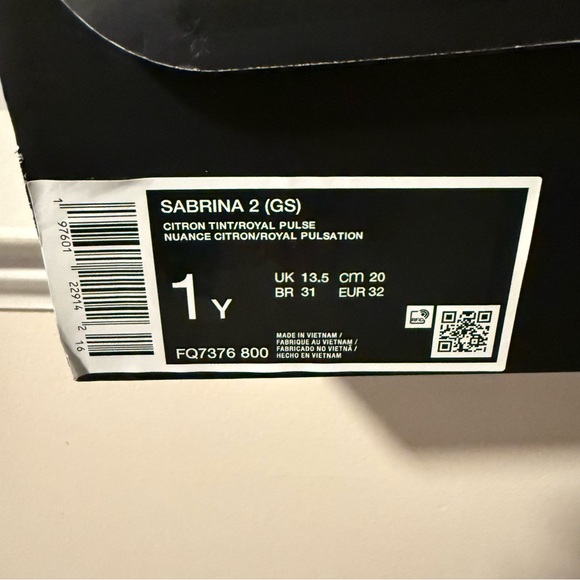 SABRINA 2 (GS)
CITRON TINT/ROYAL PULSE
NUANCE CITRON/ROYAL PULSATION
1Y
UK 13.5 CM 20
BR 31 EUR 32
FQ7376 800
MADE IN VIETNAM /
FABRIQUE AU VIETNAM /
FABRICADO NO VIETNÃ /
HECHO EN VIETNAM
RFID
1 97601 22914 2 16